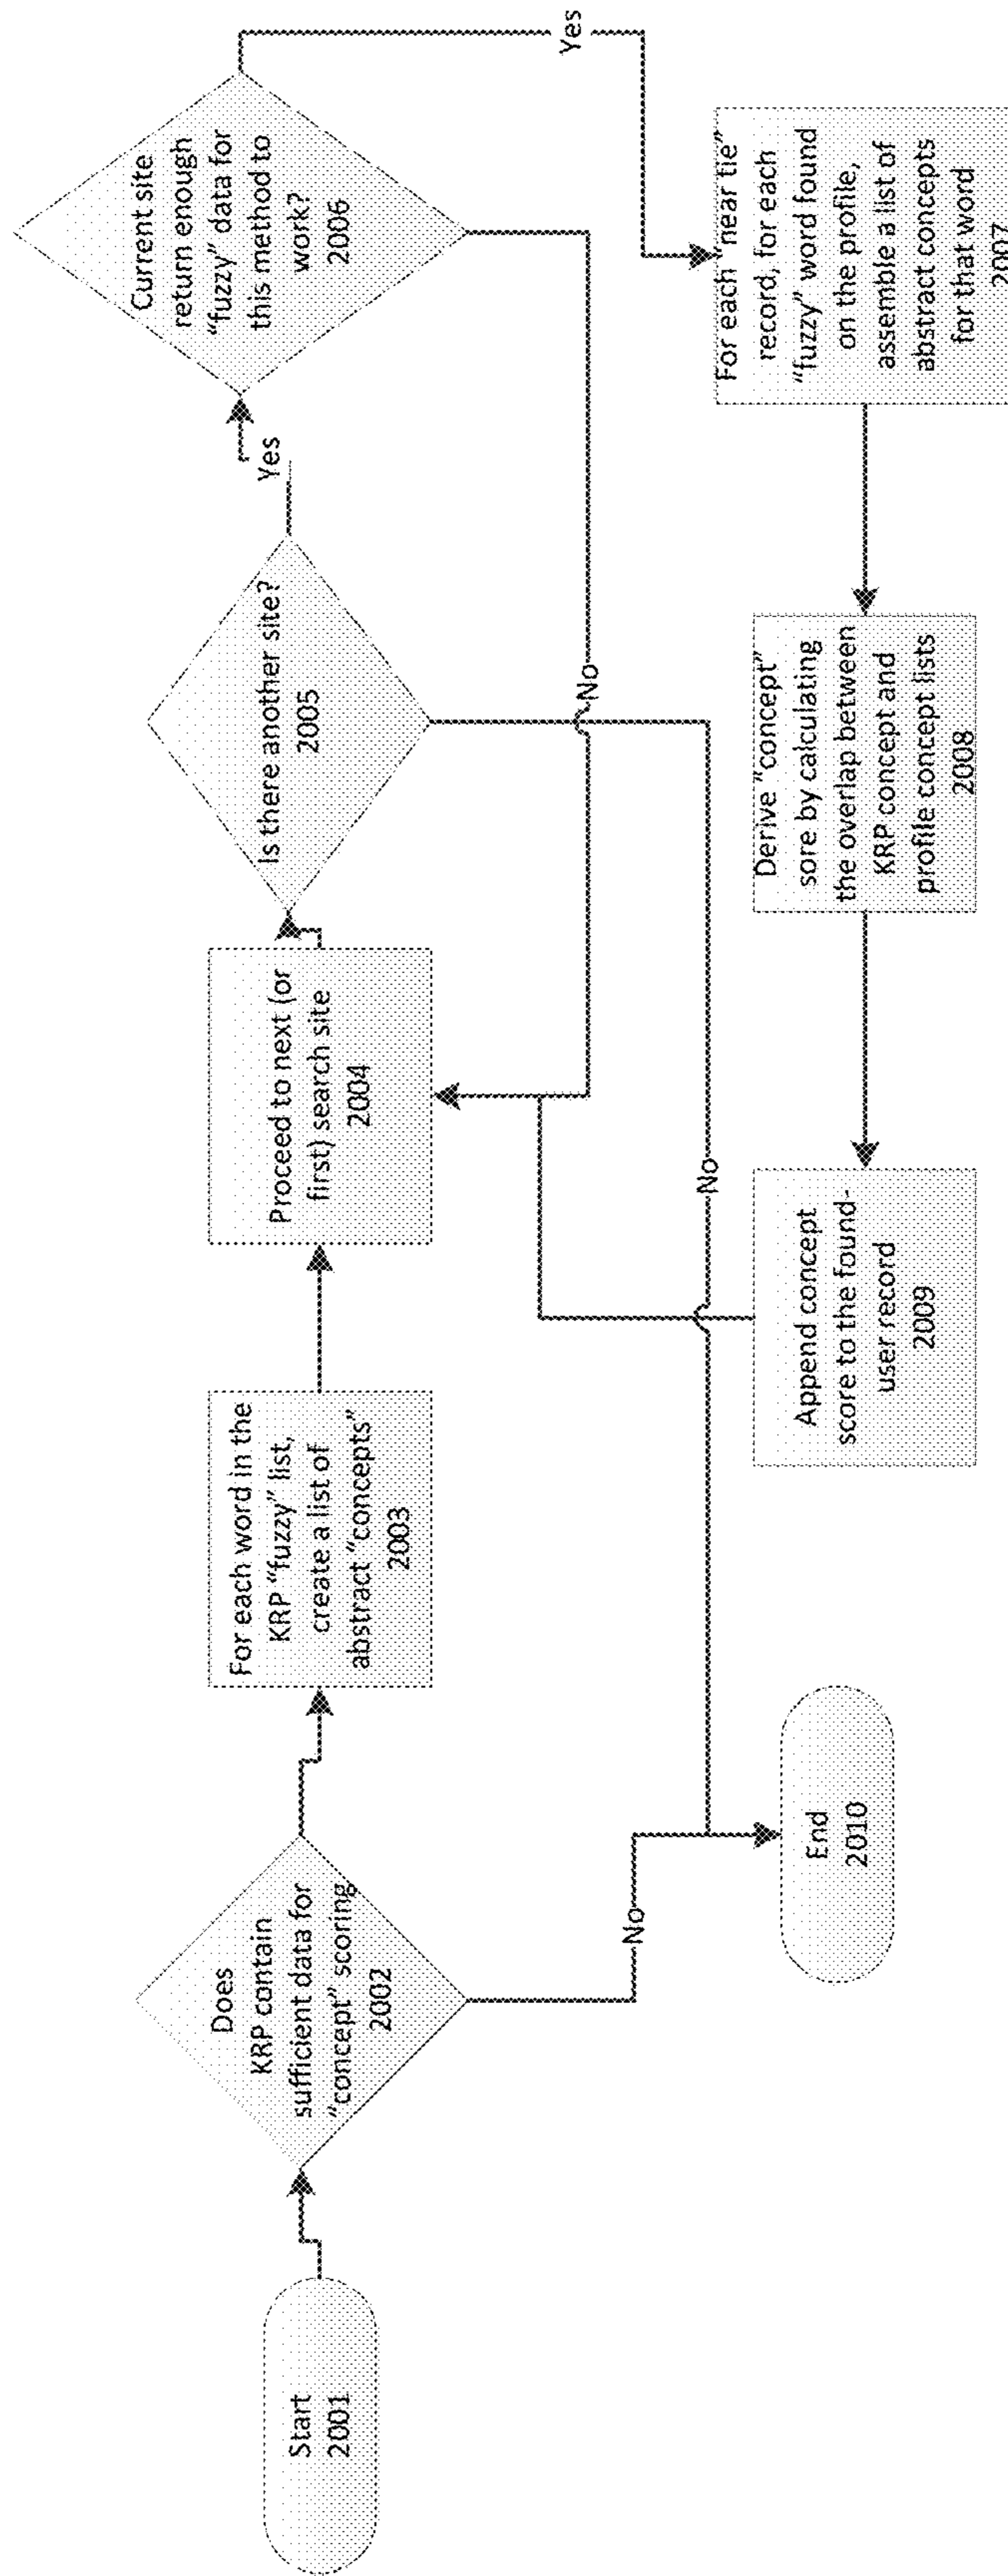 Start
2001
Does
KRP contain
sufficient data for
“concept” scoring
2002
No
For each word in the
KRP “fuzzy” list,
create a list of
abstract “concepts”
2003
Proceed to next (or
first) search site
2004
Is there another site?
2005
Yes
No
Current site
return enough
“fuzzy” data for
this method to
work?
2006
Yes
No
For each “near tie”
record, for each
“fuzzy” word found
on the profile,
assemble a list of
abstract concepts
for that word
2007
Derive “concept”
sore by calculating
the overlap between
KRP concept and
profile concept lists
2008
Append concept
score to the found-
user record
2009
End
2010